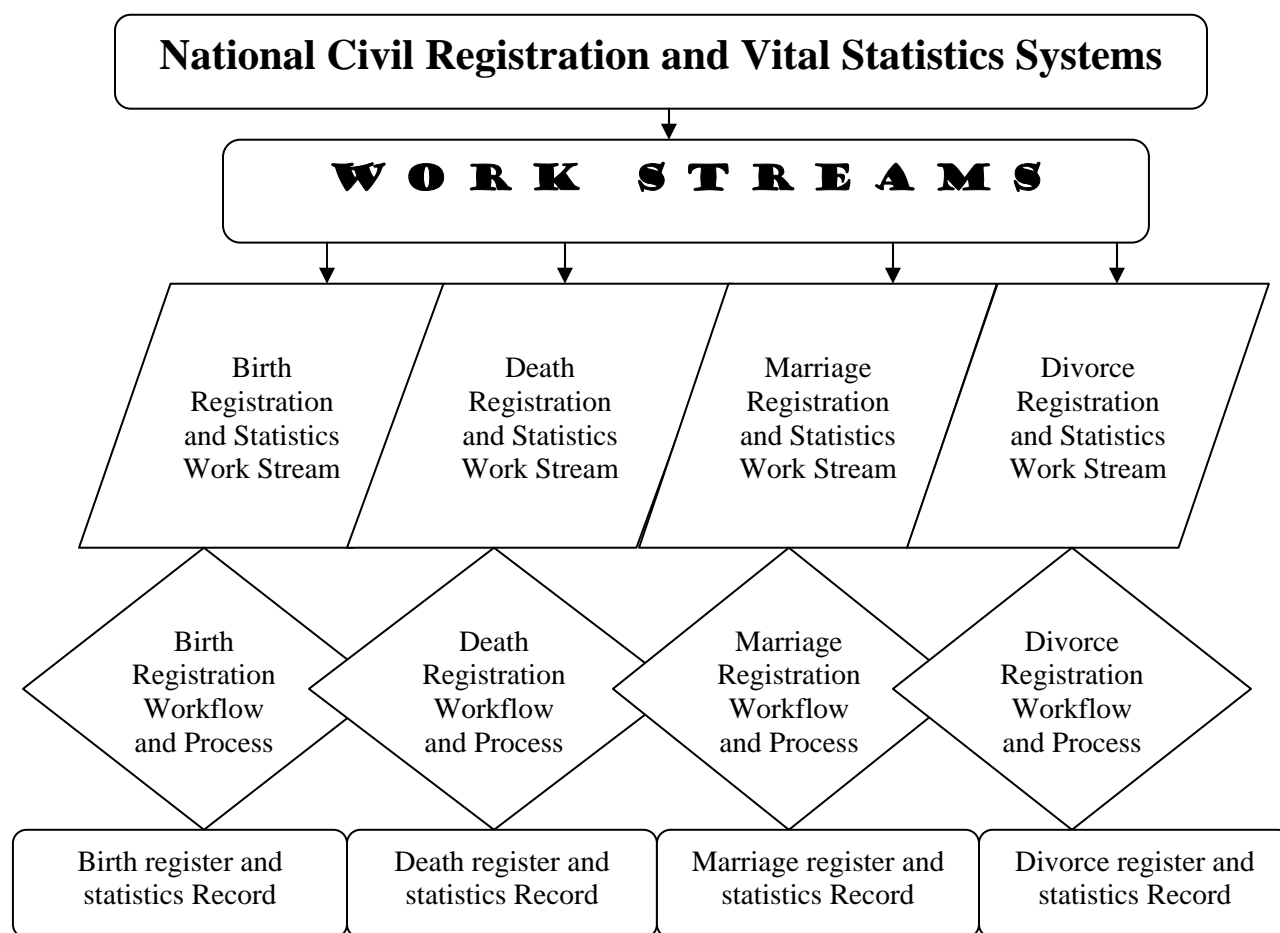 National Civil Registration and Vital Statistics Systems
WORK STREAMS
Birth
Registration
and Statistics
Work Stream
Death
Registration
and Statistics
Work Stream
Marriage
Registration
and Statistics
Work Stream
Divorce
Registration
and Statistics
Work Stream
Birth
Registration
Workflow
and Process
Death
Registration
Workflow
and Process
Marriage
Registration
Workflow
and Process
Divorce
Registration
Workflow
and Process
Birth register and
statistics Record
Death register and
statistics Record
Marriage register and
statistics Record
Divorce register and
statistics Record